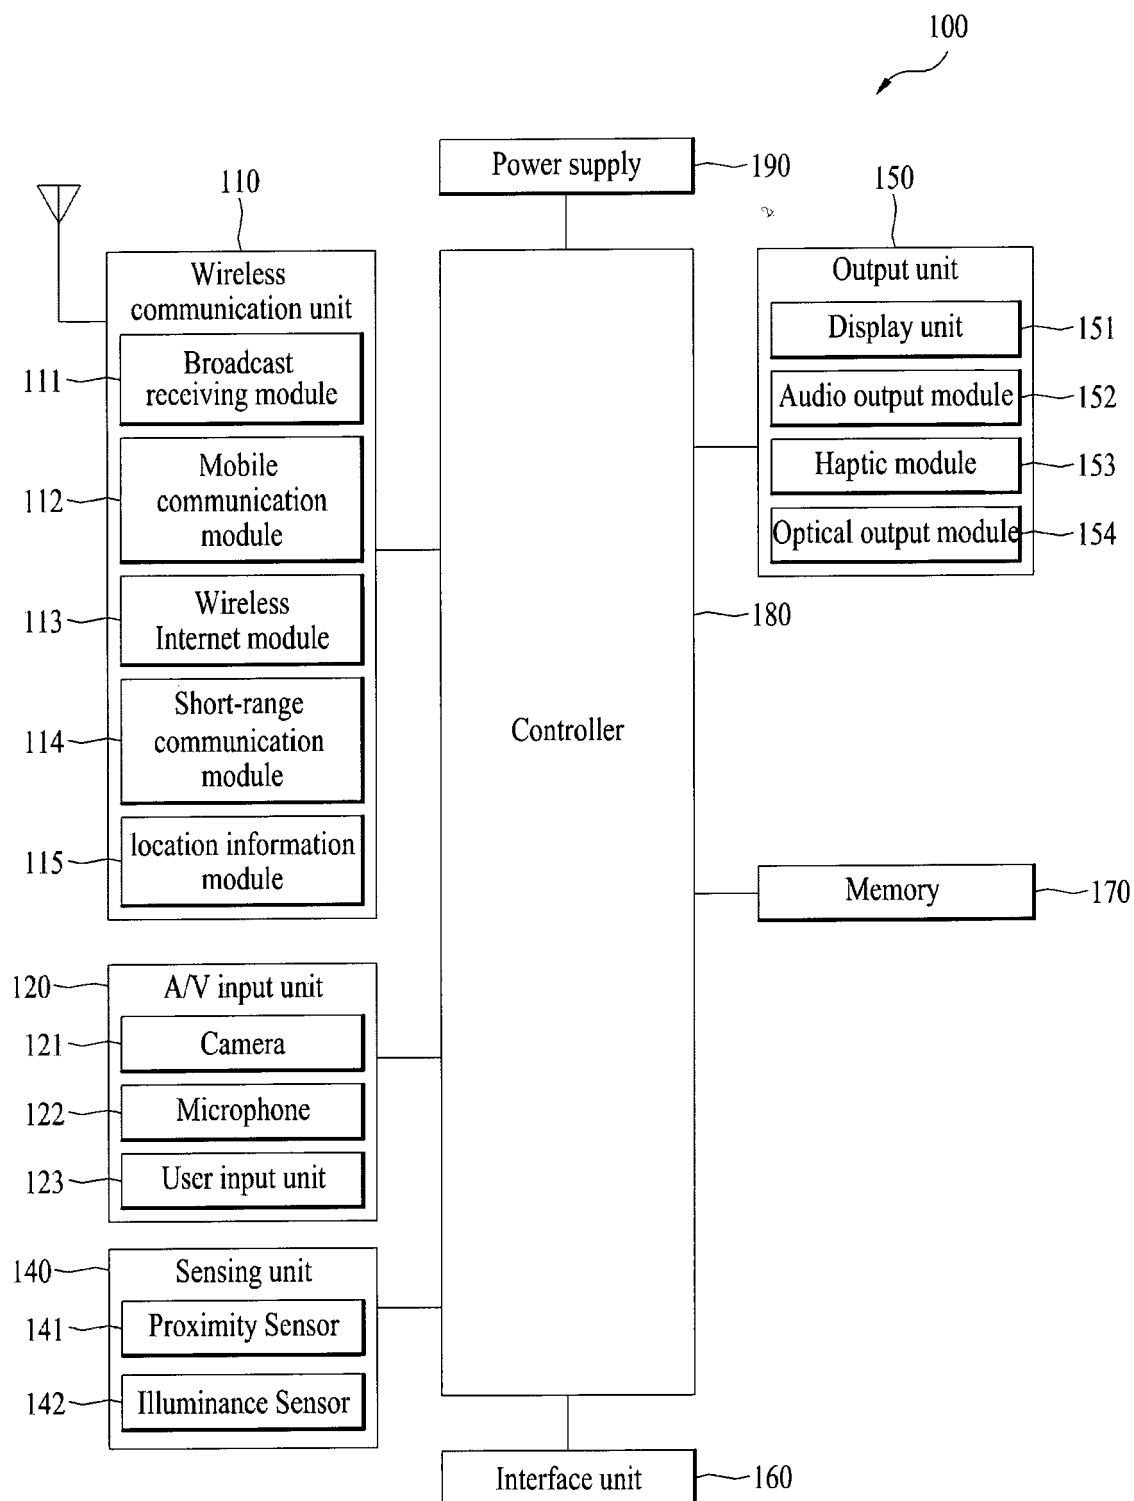 100
Power supply
190
110
150
Wireless
communication unit
Output unit
Display unit
151
Broadcast
receiving module
111
Audio output module
152
Mobile
communication
module
112
Haptic module
153
Optical output module
154
Wireless
Internet module
113
180
Short-range
communication
module
114
Controller
location information
module
115
Memory
170
120
A/V input unit
121
Camera
122
Microphone
123
User input unit
140
Sensing unit
141
Proximity Sensor
142
Illuminance Sensor
Interface unit
160